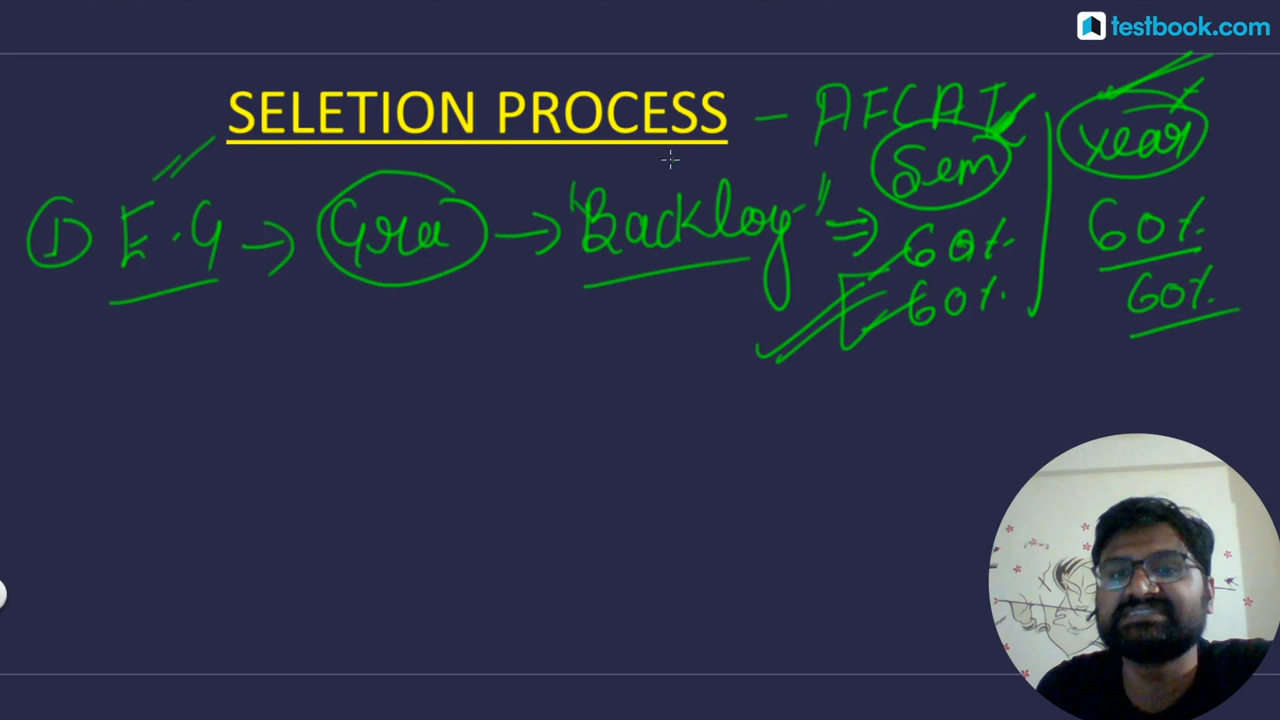 testbook.com
SELETION PROCESS - AFCAT
Sem | year
① E.G → Gra → "Backlog" ⇒ 60% 60%
60% 60%